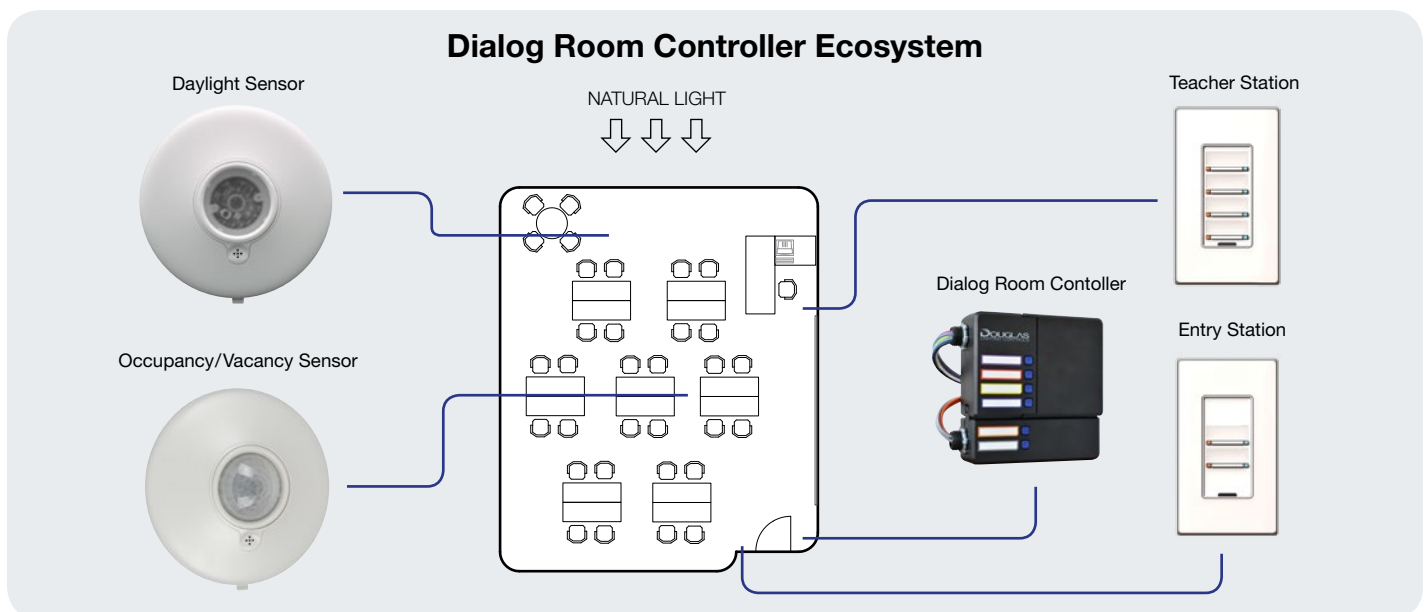 Dialog Room Controller Ecosystem
Daylight Sensor
NATURAL LIGHT
Teacher Station
Dialog Room Contoller
DOUGLAS
Occupancy/Vacancy Sensor
Entry Station